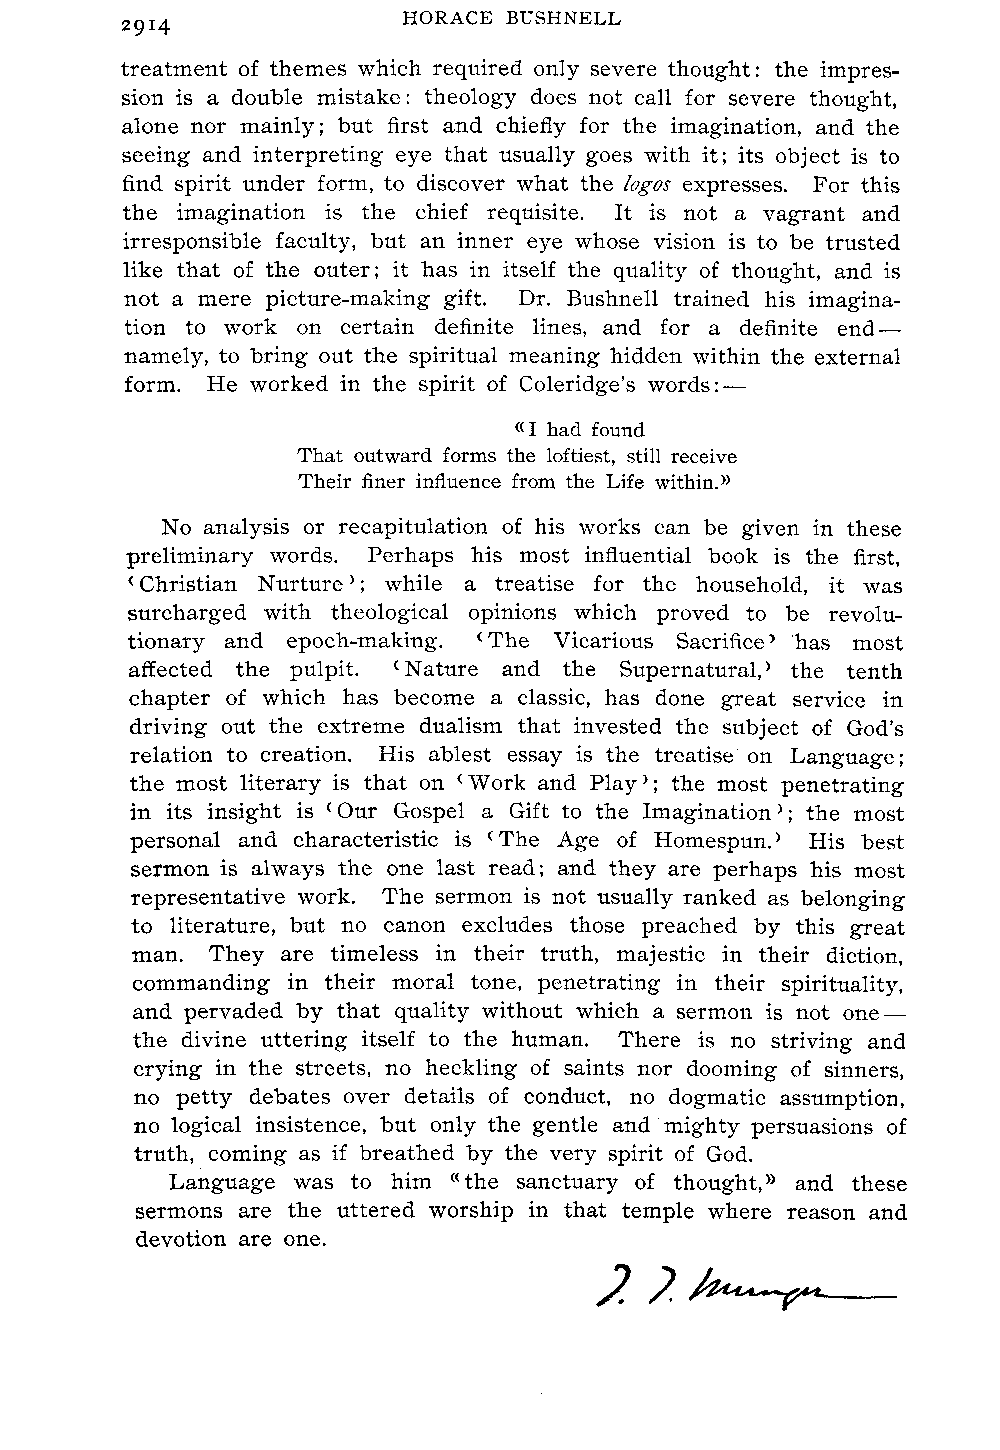 2914
HORACE BUSHNELL
treatment of themes which required only severe thought: the impres-
sion is a double mistake: theology does not call for severe thought,
alone nor mainly; but first and chiefly for the imagination, and the
seeing and interpreting eye that usually goes with it; its object is to
find spirit under form, to discover what the logos expresses. For this
the imagination is the chief requisite. It is not a vagrant and
irresponsible faculty, but an inner eye whose vision is to be trusted
like that of the outer; it has in itself the quality of thought, and is
not a mere picture-making gift. Dr. Bushnell trained his imagina-
tion to work on certain definite lines, and for a definite end—
namely, to bring out the spiritual meaning hidden within the external
form. He worked in the spirit of Coleridge's words:—
«I had found
That outward forms the loftiest, still receive
Their finer influence from the Life within.»
No analysis or recapitulation of his works can be given in these
preliminary words. Perhaps his most influential book is the first,
‹Christian Nurture›; while a treatise for the household, it was
surcharged with theological opinions which proved to be revolu-
tionary and epoch-making. ‹The Vicarious Sacrifice› has most
affected the pulpit. ‹Nature and the Supernatural,› the tenth
chapter of which has become a classic, has done great service in
driving out the extreme dualism that invested the subject of God's
relation to creation. His ablest essay is the treatise on Language;
the most literary is that on ‹Work and Play›; the most penetrating
in its insight is ‹Our Gospel a Gift to the Imagination›; the most
personal and characteristic is ‹The Age of Homespun.› His best
sermon is always the one last read; and they are perhaps his most
representative work. The sermon is not usually ranked as belonging
to literature, but no canon excludes those preached by this great
man. They are timeless in their truth, majestic in their diction,
commanding in their moral tone, penetrating in their spirituality,
and pervaded by that quality without which a sermon is not one—
the divine uttering itself to the human. There is no striving and
crying in the streets, no heckling of saints nor dooming of sinners,
no petty debates over details of conduct, no dogmatic assumption,
no logical insistence, but only the gentle and mighty persuasions of
truth, coming as if breathed by the very spirit of God.
Language was to him «the sanctuary of thought,» and these
sermons are the uttered worship in that temple where reason and
devotion are one.
T. T. Munger